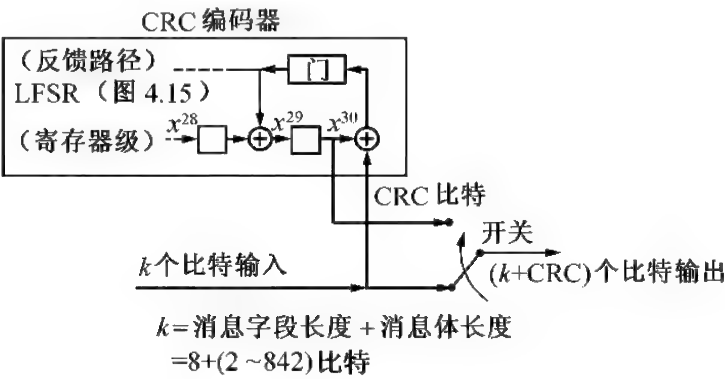 CRC 编码器
（反馈路径）
门
LFSR（图 4.15）
（寄存器级）
x²⁸
x²⁹
x³⁰
CRC 比特
开关
k个比特输入
(k+CRC)个比特输出
k=消息字段长度+消息体长度
=8+(2~842)比特